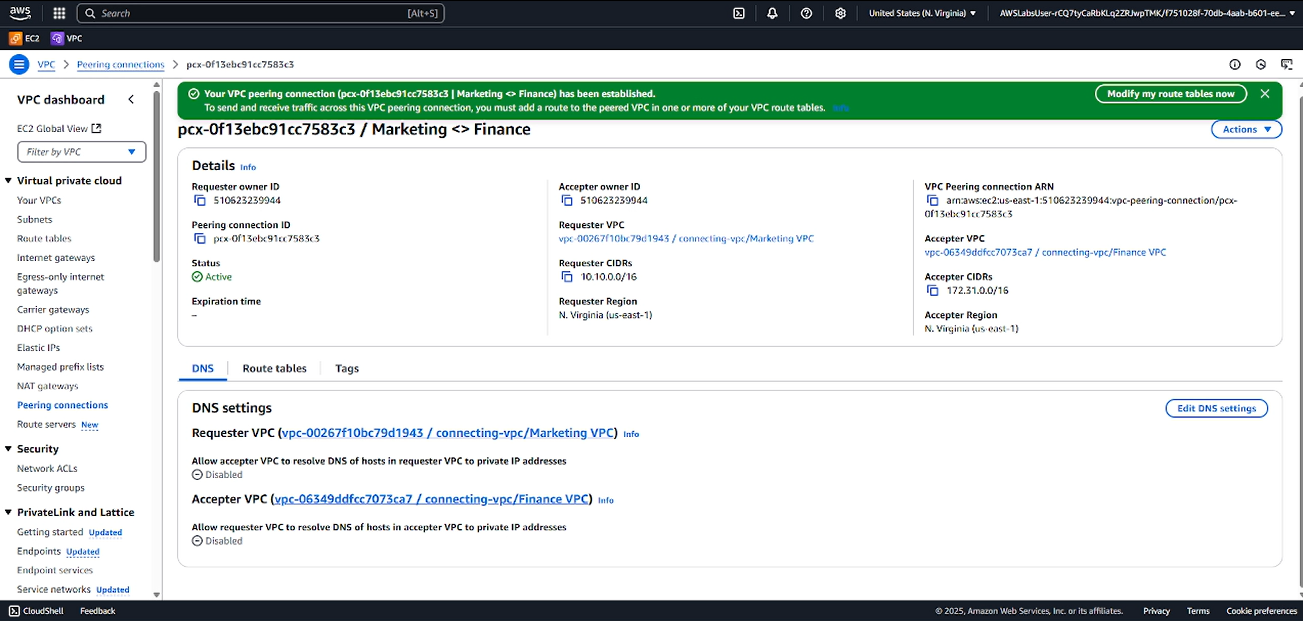 aws
Search [Alt+S]
United States (N. Virginia) ▼
AWSLabsUser-rCQ7tyCaRbKLq2ZRJwpTMK/f751028f-70db-4aab-b601-ee... ▼
EC2 VPC
VPC > Peering connections > pcx-0f13ebc91cc7583c3
VPC dashboard
EC2 Global View
Filter by VPC
Virtual private cloud
Your VPCs
Subnets
Route tables
Internet gateways
Egress-only internet
gateways
Carrier gateways
DHCP option sets
Elastic IPs
Managed prefix lists
NAT gateways
Peering connections
Route servers New
Security
Network ACLs
Security groups
PrivateLink and Lattice
Getting started Updated
Endpoints Updated
Endpoint services
Service networks Updated
Your VPC peering connection (pcx-0f13ebc91cc7583c3 | Marketing <> Finance) has been established.
To send and receive traffic across this VPC peering connection, you must add a route to the peered VPC in one or more of your VPC route tables. Info
Modify my route tables now
pcx-0f13ebc91cc7583c3 / Marketing <> Finance
Actions ▼
Details Info
Requester owner ID
510623239944
Peering connection ID
pcx-0f13ebc91cc7583c3
Status
Active
Expiration time
–
Accepter owner ID
510623239944
Requester VPC
vpc-00267f10bc79d1943 / connecting-vpc/Marketing VPC
Requester CIDRs
10.10.0.0/16
Requester Region
N. Virginia (us-east-1)
VPC Peering connection ARN
arn:aws:ec2:us-east-1:510623239944:vpc-peering-connection/pcx-
0f13ebc91cc7583c3
Accepter VPC
vpc-06349ddfcc7073ca7 / connecting-vpc/Finance VPC
Accepter CIDRs
172.31.0.0/16
Accepter Region
N. Virginia (us-east-1)
DNS Route tables Tags
DNS settings
Edit DNS settings
Requester VPC (vpc-00267f10bc79d1943 / connecting-vpc/Marketing VPC) Info
Allow accepter VPC to resolve DNS of hosts in requester VPC to private IP addresses
Disabled
Accepter VPC (vpc-06349ddfcc7073ca7 / connecting-vpc/Finance VPC) Info
Allow requester VPC to resolve DNS of hosts in accepter VPC to private IP addresses
Disabled
CloudShell Feedback
© 2025, Amazon Web Services, Inc. or its affiliates. Privacy Terms Cookie preferences